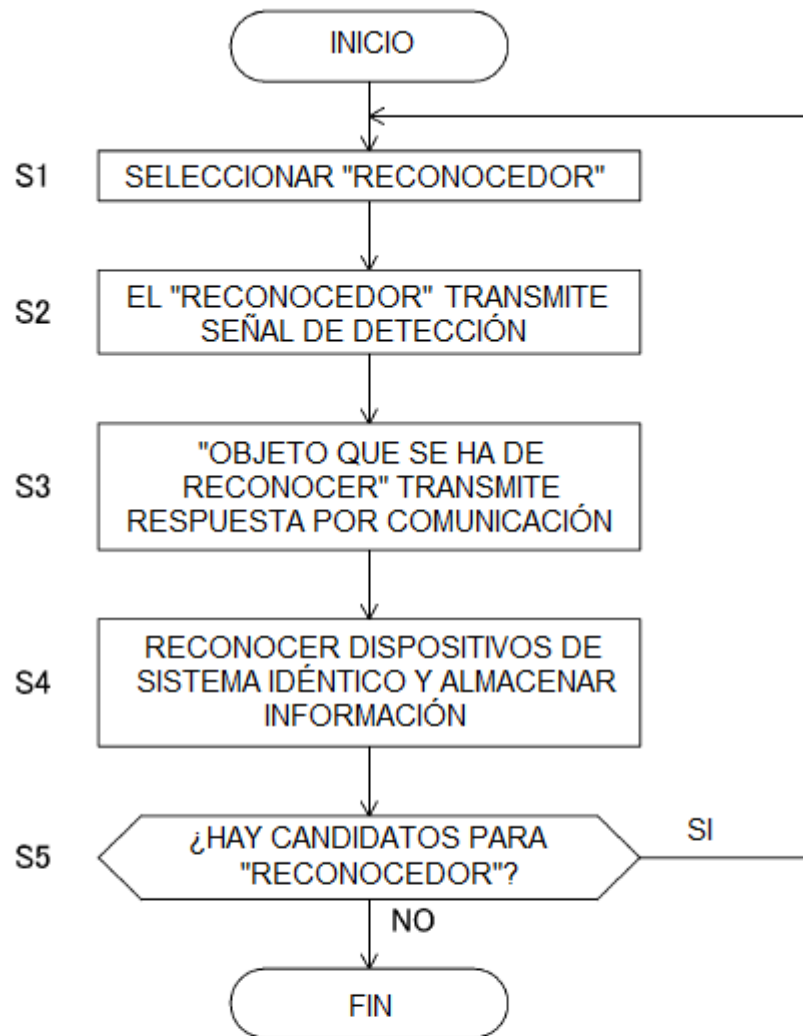 INICIO
S1
SELECCIONAR "RECONOCEDOR"
S2
EL "RECONOCEDOR" TRANSMITE
SEÑAL DE DETECCIÓN
S3
"OBJETO QUE SE HA DE
RECONOCER" TRANSMITE
RESPUESTA POR COMUNICACIÓN
S4
RECONOCER DISPOSITIVOS DE
SISTEMA IDÉNTICO Y ALMACENAR
INFORMACIÓN
S5
¿HAY CANDIDATOS PARA
"RECONOCEDOR"?
SI
NO
FIN